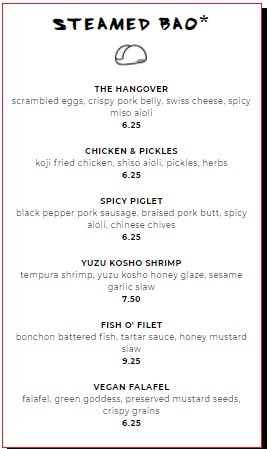 STEAMED BAO*
THE HANGOVER
scrambled eggs, crispy pork belly, swiss cheese, spicy
miso aioli
6.25
CHICKEN & PICKLES
koji fried chicken, shiso aioli, pickles, herbs
6.25
SPICY PIGLET
black pepper pork sausage, braised pork butt, spicy
aioli, chinese chives
6.25
YUZU KOSHO SHRIMP
tempura shrimp, yuzu kosho honey glaze, sesame
garlic slaw
7.50
FISH O' FILET
bonchon battered fish, tartar sauce, honey mustard
slaw
9.25
VEGAN FALAFEL
falafel, green goddess, preserved mustard seeds,
crispy grains
6.25